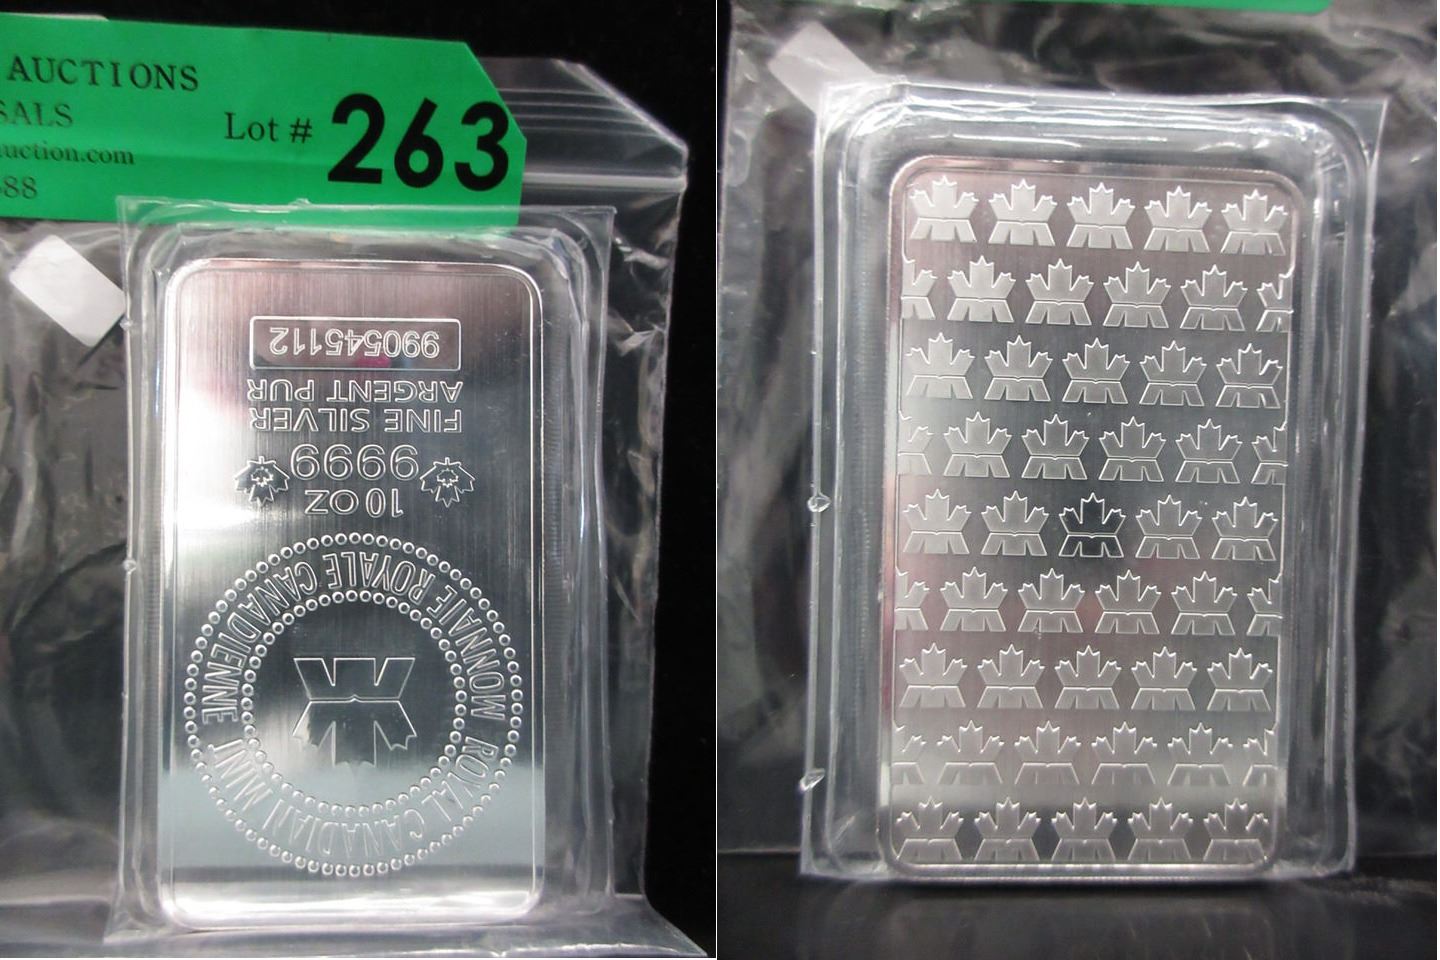 AUCTIONS
SALS
Lot # 263
uction.com
88
ROYAL CANADIAN MINT
MONNAIE ROYALE CANADIENNE
10 OZ
9999
FINE SILVER
ARGENT PUR
990545112